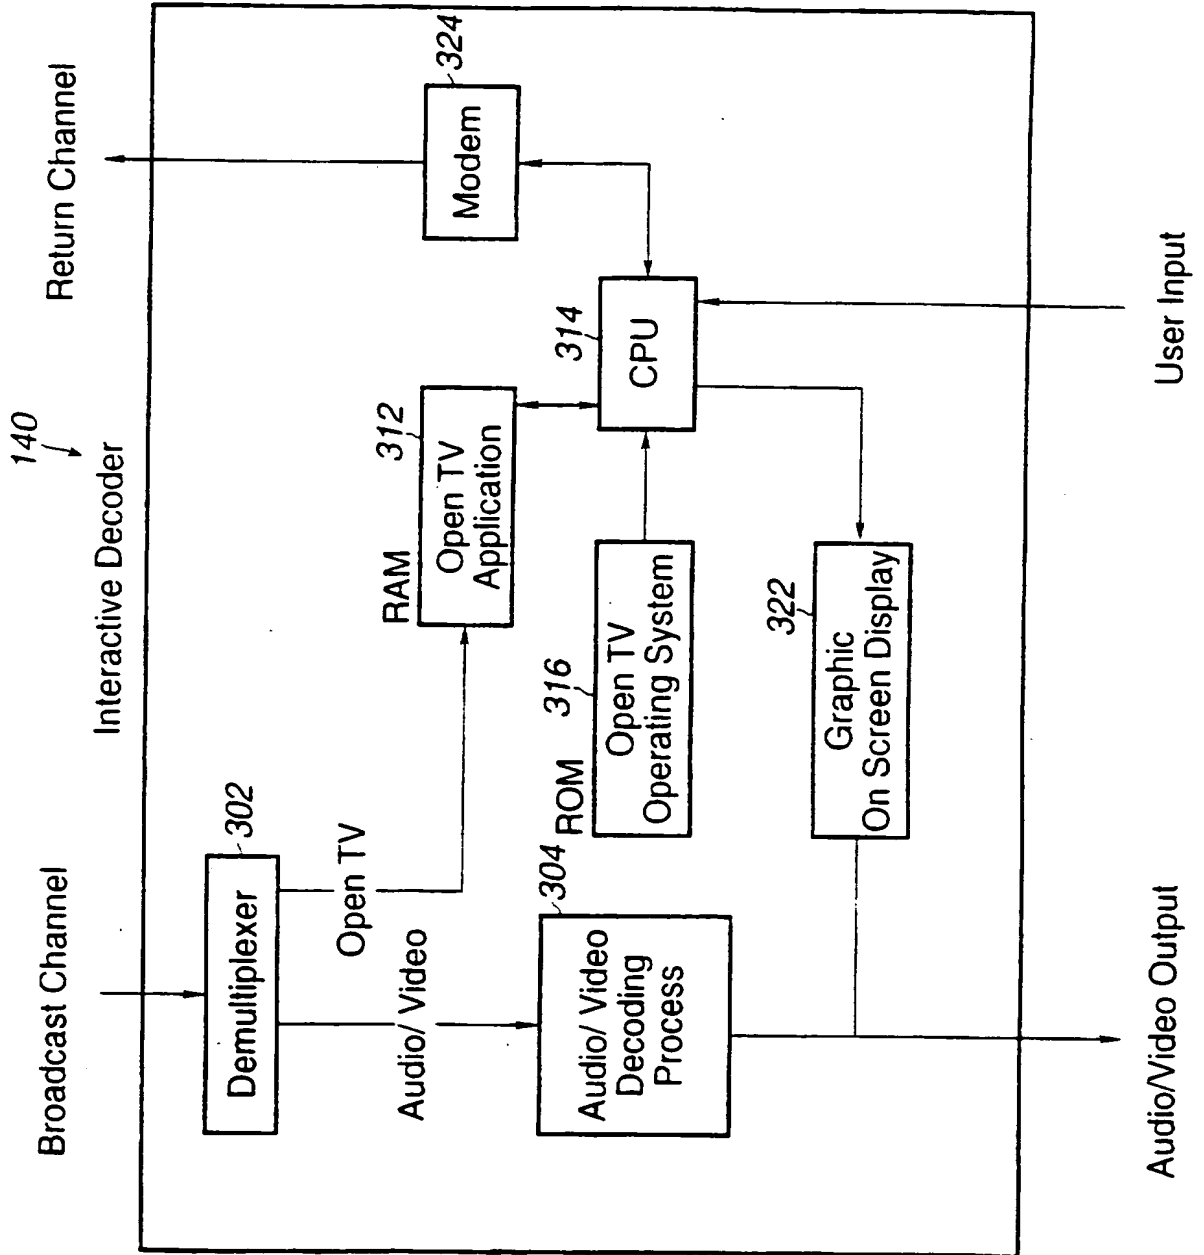 140
Interactive Decoder
Broadcast Channel
Return Channel
302
Demultiplexer
324
Modem
Open TV
Audio/ Video
RAM
312
Open TV
Application
314
CPU
304
Audio/ Video
Decoding
Process
ROM
316
Open TV
Operating System
322
Graphic
On Screen Display
Audio/Video Output
User Input